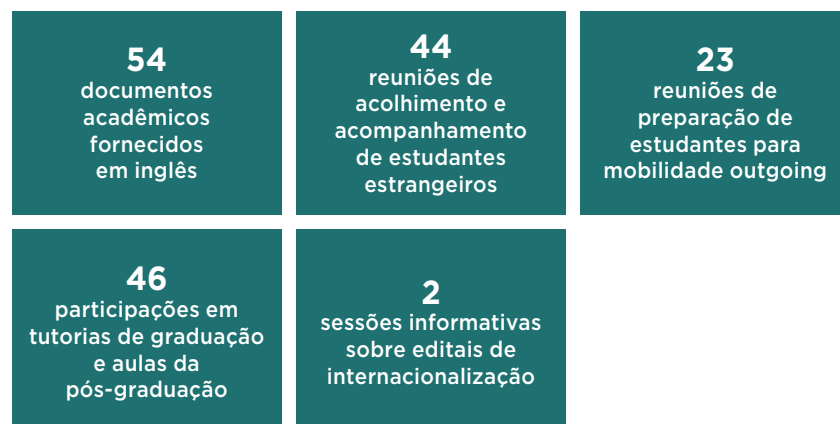 54
documentos
acadêmicos
fornecidos
em inglês
44
reuniões de
acolhimento e
acompanhamento
de estudantes
estrangeiros
23
reuniões de
preparação de
estudantes para
mobilidade outgoing
46
participações em
tutorias de graduação
e aulas da
pós-graduação
2
sessões informativas
sobre editais de
internacionalização